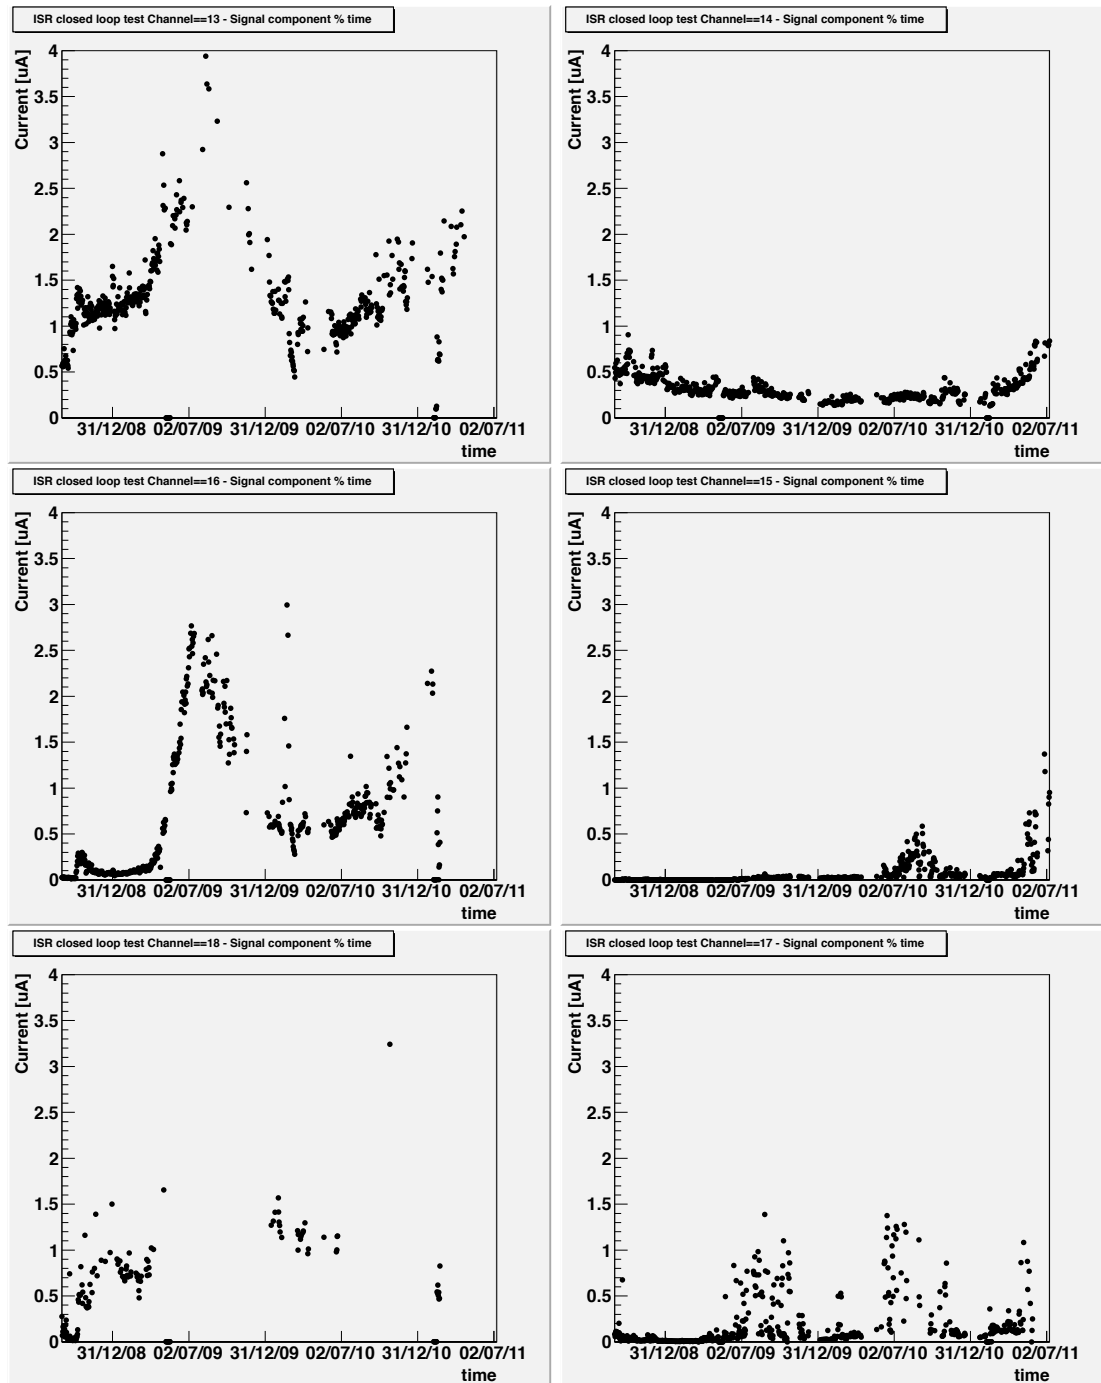 ISR closed loop test Channel==13 - Signal component % time
Current [uA]
4
3.5
3
2.5
2
1.5
1
0.5
0
31/12/08 02/07/09 31/12/09 02/07/10 31/12/10 02/07/11
time
ISR closed loop test Channel==14 - Signal component % time
Current [uA]
4
3.5
3
2.5
2
1.5
1
0.5
0
31/12/08 02/07/09 31/12/09 02/07/10 31/12/10 02/07/11
time
ISR closed loop test Channel==16 - Signal component % time
Current [uA]
4
3.5
3
2.5
2
1.5
1
0.5
0
31/12/08 02/07/09 31/12/09 02/07/10 31/12/10 02/07/11
time
ISR closed loop test Channel==15 - Signal component % time
Current [uA]
4
3.5
3
2.5
2
1.5
1
0.5
0
31/12/08 02/07/09 31/12/09 02/07/10 31/12/10 02/07/11
time
ISR closed loop test Channel==18 - Signal component % time
Current [uA]
4
3.5
3
2.5
2
1.5
1
0.5
0
31/12/08 02/07/09 31/12/09 02/07/10 31/12/10 02/07/11
time
ISR closed loop test Channel==17 - Signal component % time
Current [uA]
4
3.5
3
2.5
2
1.5
1
0.5
0
31/12/08 02/07/09 31/12/09 02/07/10 31/12/10 02/07/11
time